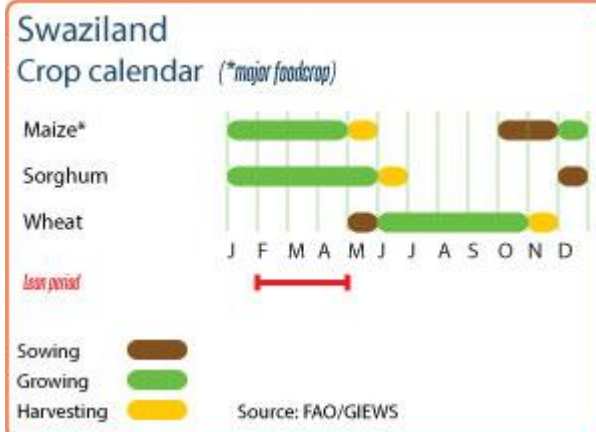 Swaziland
Crop calendar (*major foodcrop)
Maize*
Sorghum
Wheat
J F M A M J J A S O N D
Lean period
Sowing
Growing
Harvesting
Source: FAO/GIEWS